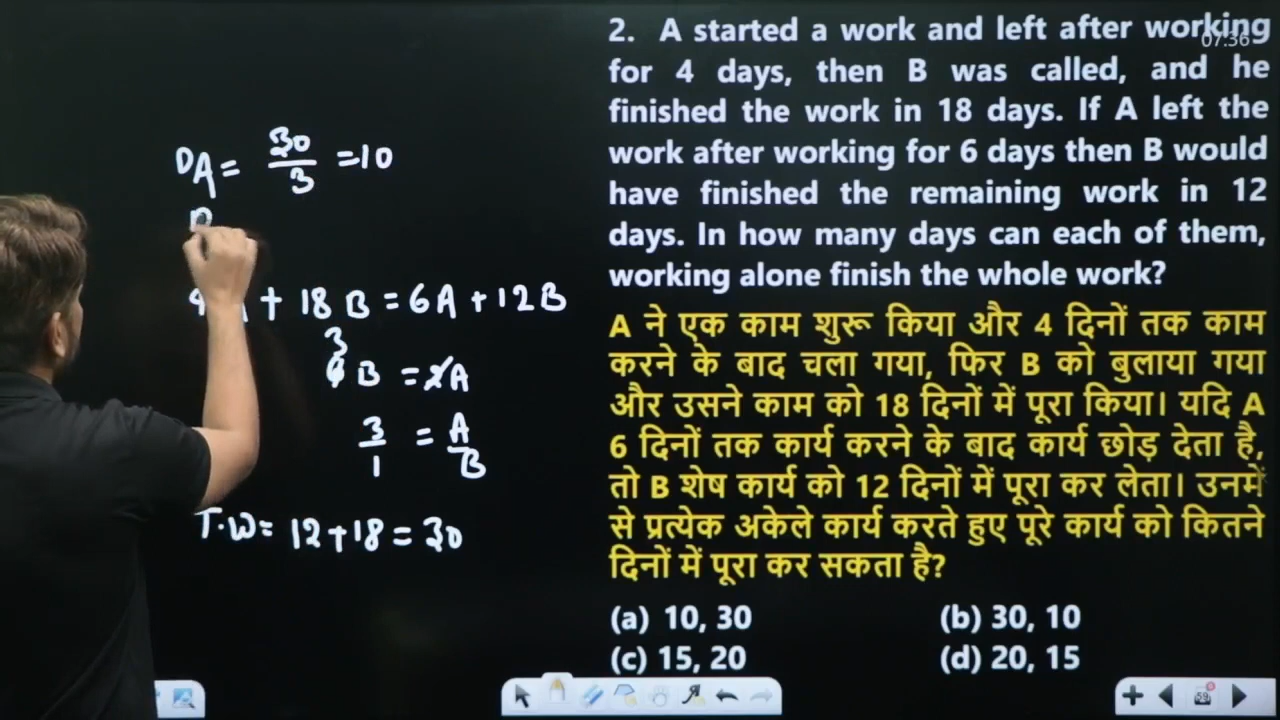 2. A started a work and left after working
07:36
for 4 days, then B was called, and he
finished the work in 18 days. If A left the
work after working for 6 days then B would
have finished the remaining work in 12
days. In how many days can each of them,
working alone finish the whole work?
A ने एक काम शुरू किया और 4 दिनों तक काम
करने के बाद चला गया, फिर B को बुलाया गया
और उसने काम को 18 दिनों में पूरा किया। यदि A
6 दिनों तक कार्य करने के बाद कार्य छोड़ देता है,
तो B शेष कार्य को 12 दिनों में पूरा कर लेता। उनमें
से प्रत्येक अकेले कार्य करते हुए पूरे कार्य को कितने
दिनों में पूरा कर सकता है?
(a) 10, 30
(b) 30, 10
(c) 15, 20
(d) 20, 15
DA = 30/3 = 10
+ 18 B = 6A + 12B
3
6 B = 2A
3/1 = A/B
T.W = 12 + 18 = 30
59